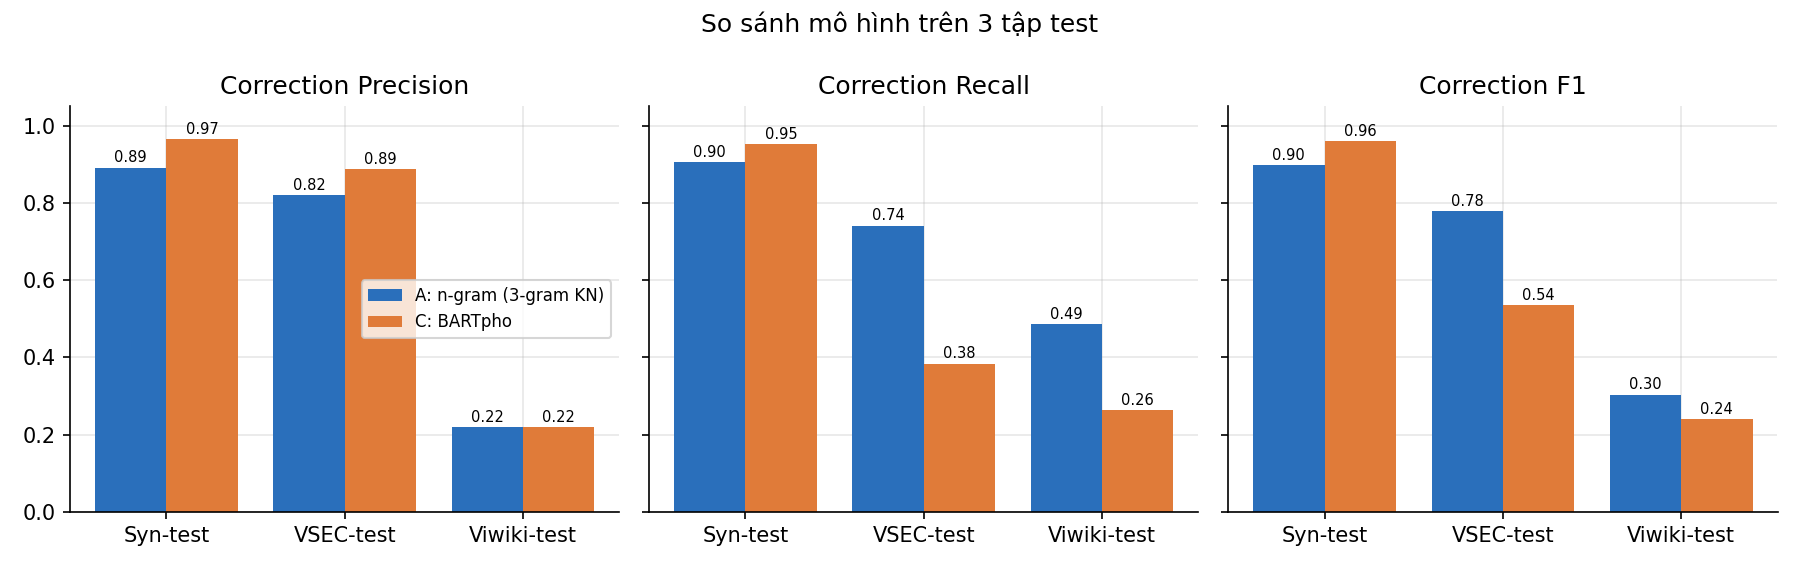 So sánh mô hình trên 3 tập test
Correction Precision
1.0
0.8
0.6
0.4
0.2
0.0
0.89
0.97
0.82
0.89
0.22
0.22
A: n-gram (3-gram KN)
C: BARTpho
Syn-test
VSEC-test
Viwiki-test
Correction Recall
0.90
0.95
0.74
0.38
0.49
0.26
Syn-test
VSEC-test
Viwiki-test
Correction F1
0.90
0.96
0.78
0.54
0.30
0.24
Syn-test
VSEC-test
Viwiki-test